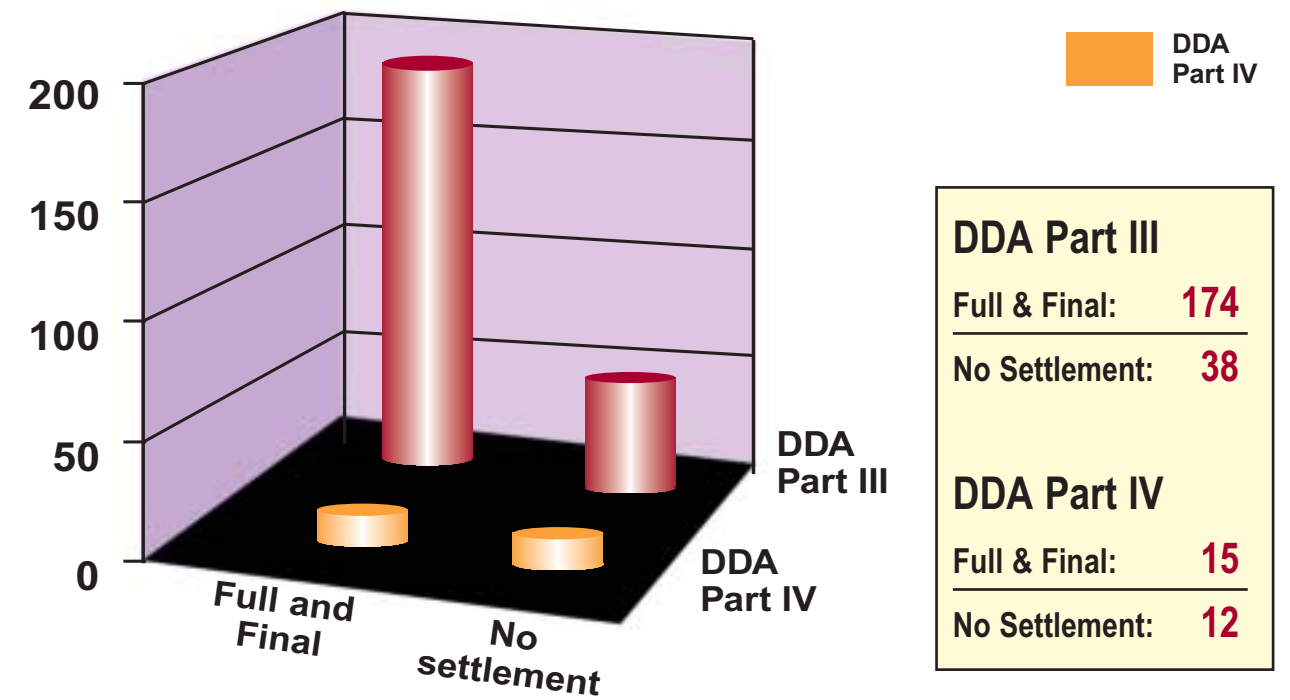 200
150
100
50
0
Full and
Final
No
settlement
DDA
Part III
DDA
Part IV
DDA
Part IV
DDA Part III
Full & Final: 174
No Settlement: 38
DDA Part IV
Full & Final: 15
No Settlement: 12